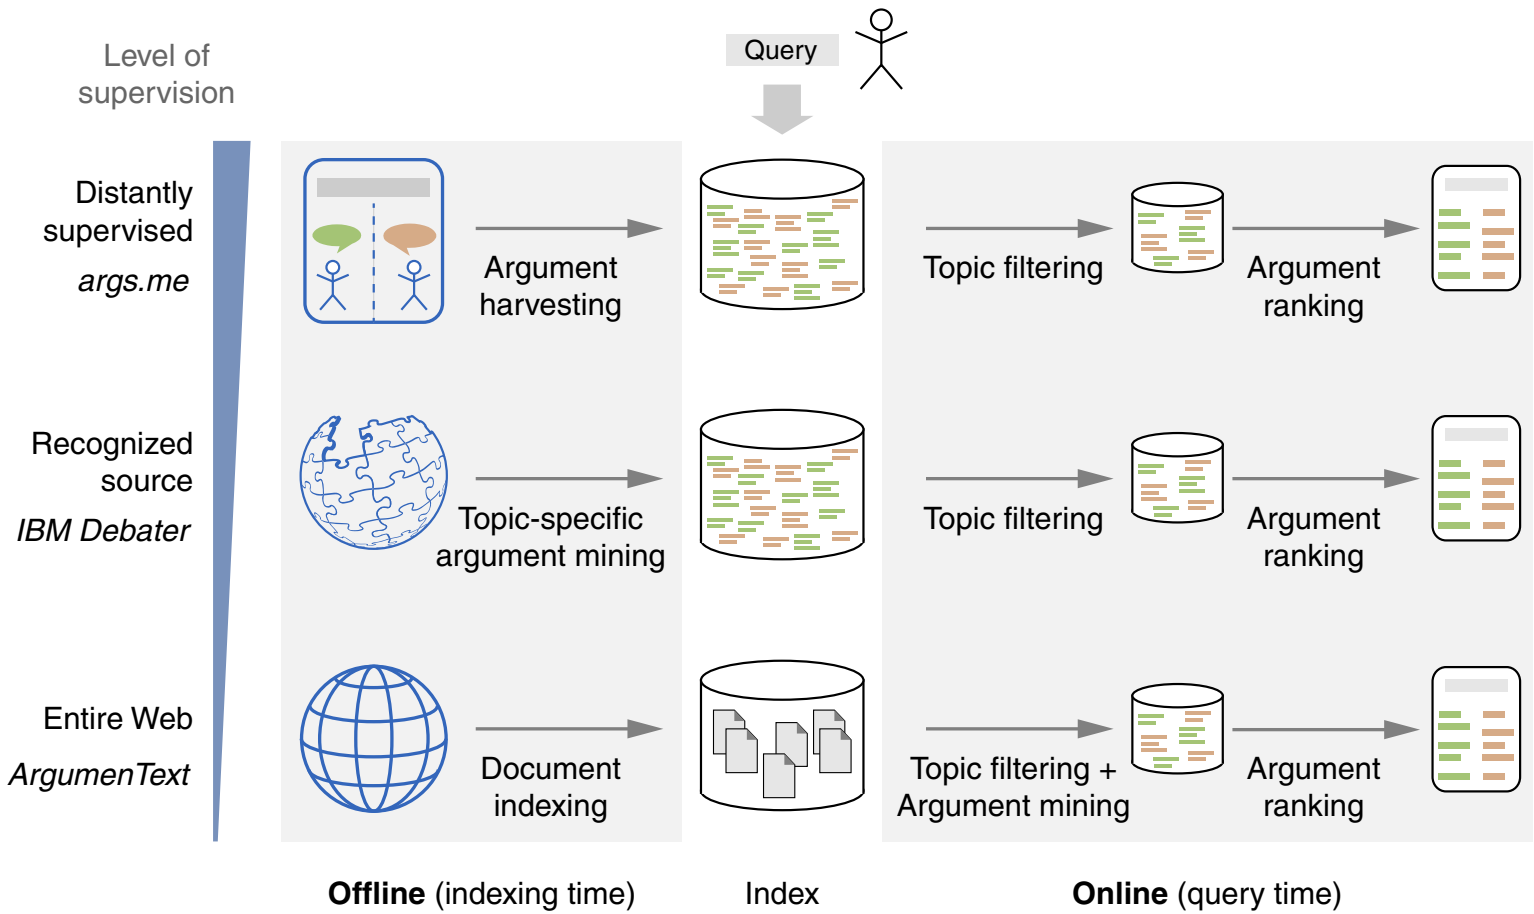 Level of
supervision
Query
Distantly
supervised
args.me
Argument
harvesting
Topic filtering
Argument
ranking
Recognized
source
IBM Debater
Topic-specific
argument mining
Topic filtering
Argument
ranking
Entire Web
ArgumenText
Document
indexing
Topic filtering +
Argument mining
Argument
ranking
Offline (indexing time)
Index
Online (query time)